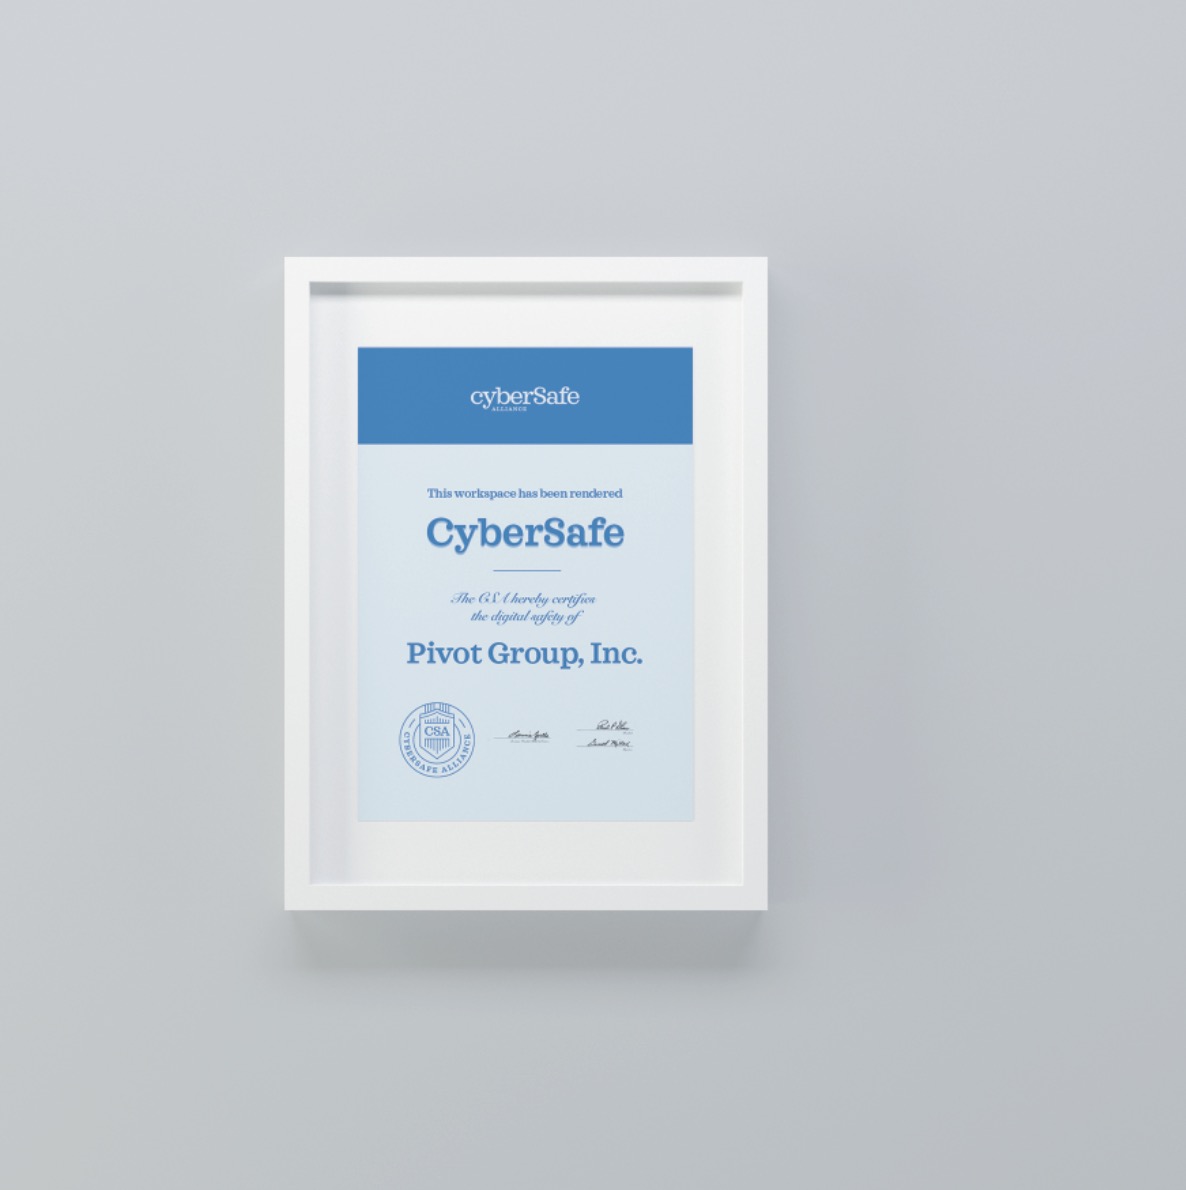 cyberSafe
ALLIANCE
This workspace has been rendered
CyberSafe
The CSA hereby certifies
the digital safety of
Pivot Group, Inc.
CSA
CYBERSAFE ALLIANCE